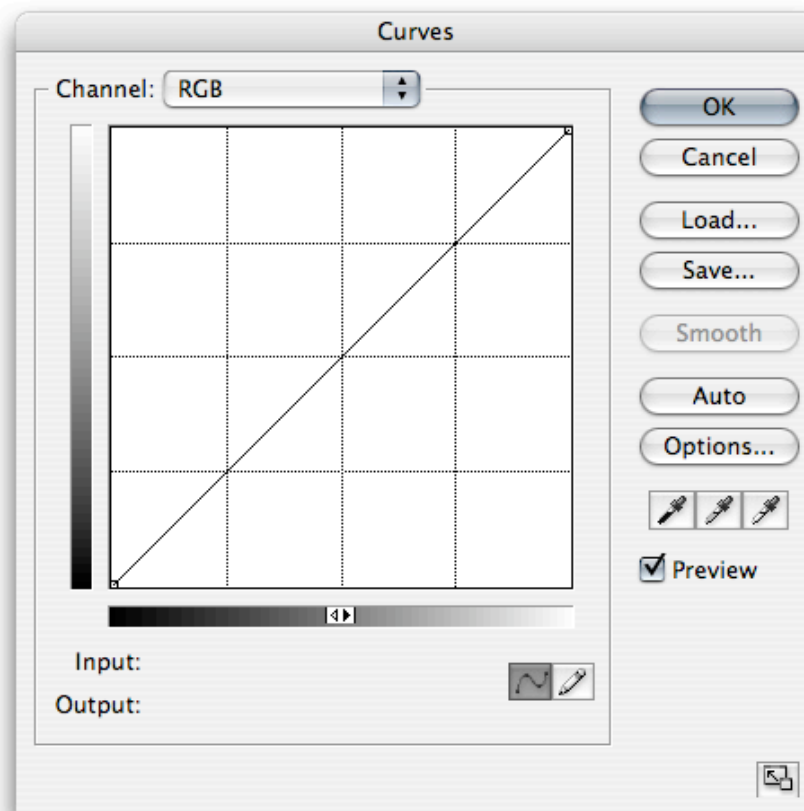 Curves
Channel: RGB
OK
Cancel
Load...
Save...
Smooth
Auto
Options...
Preview
Input:
Output: